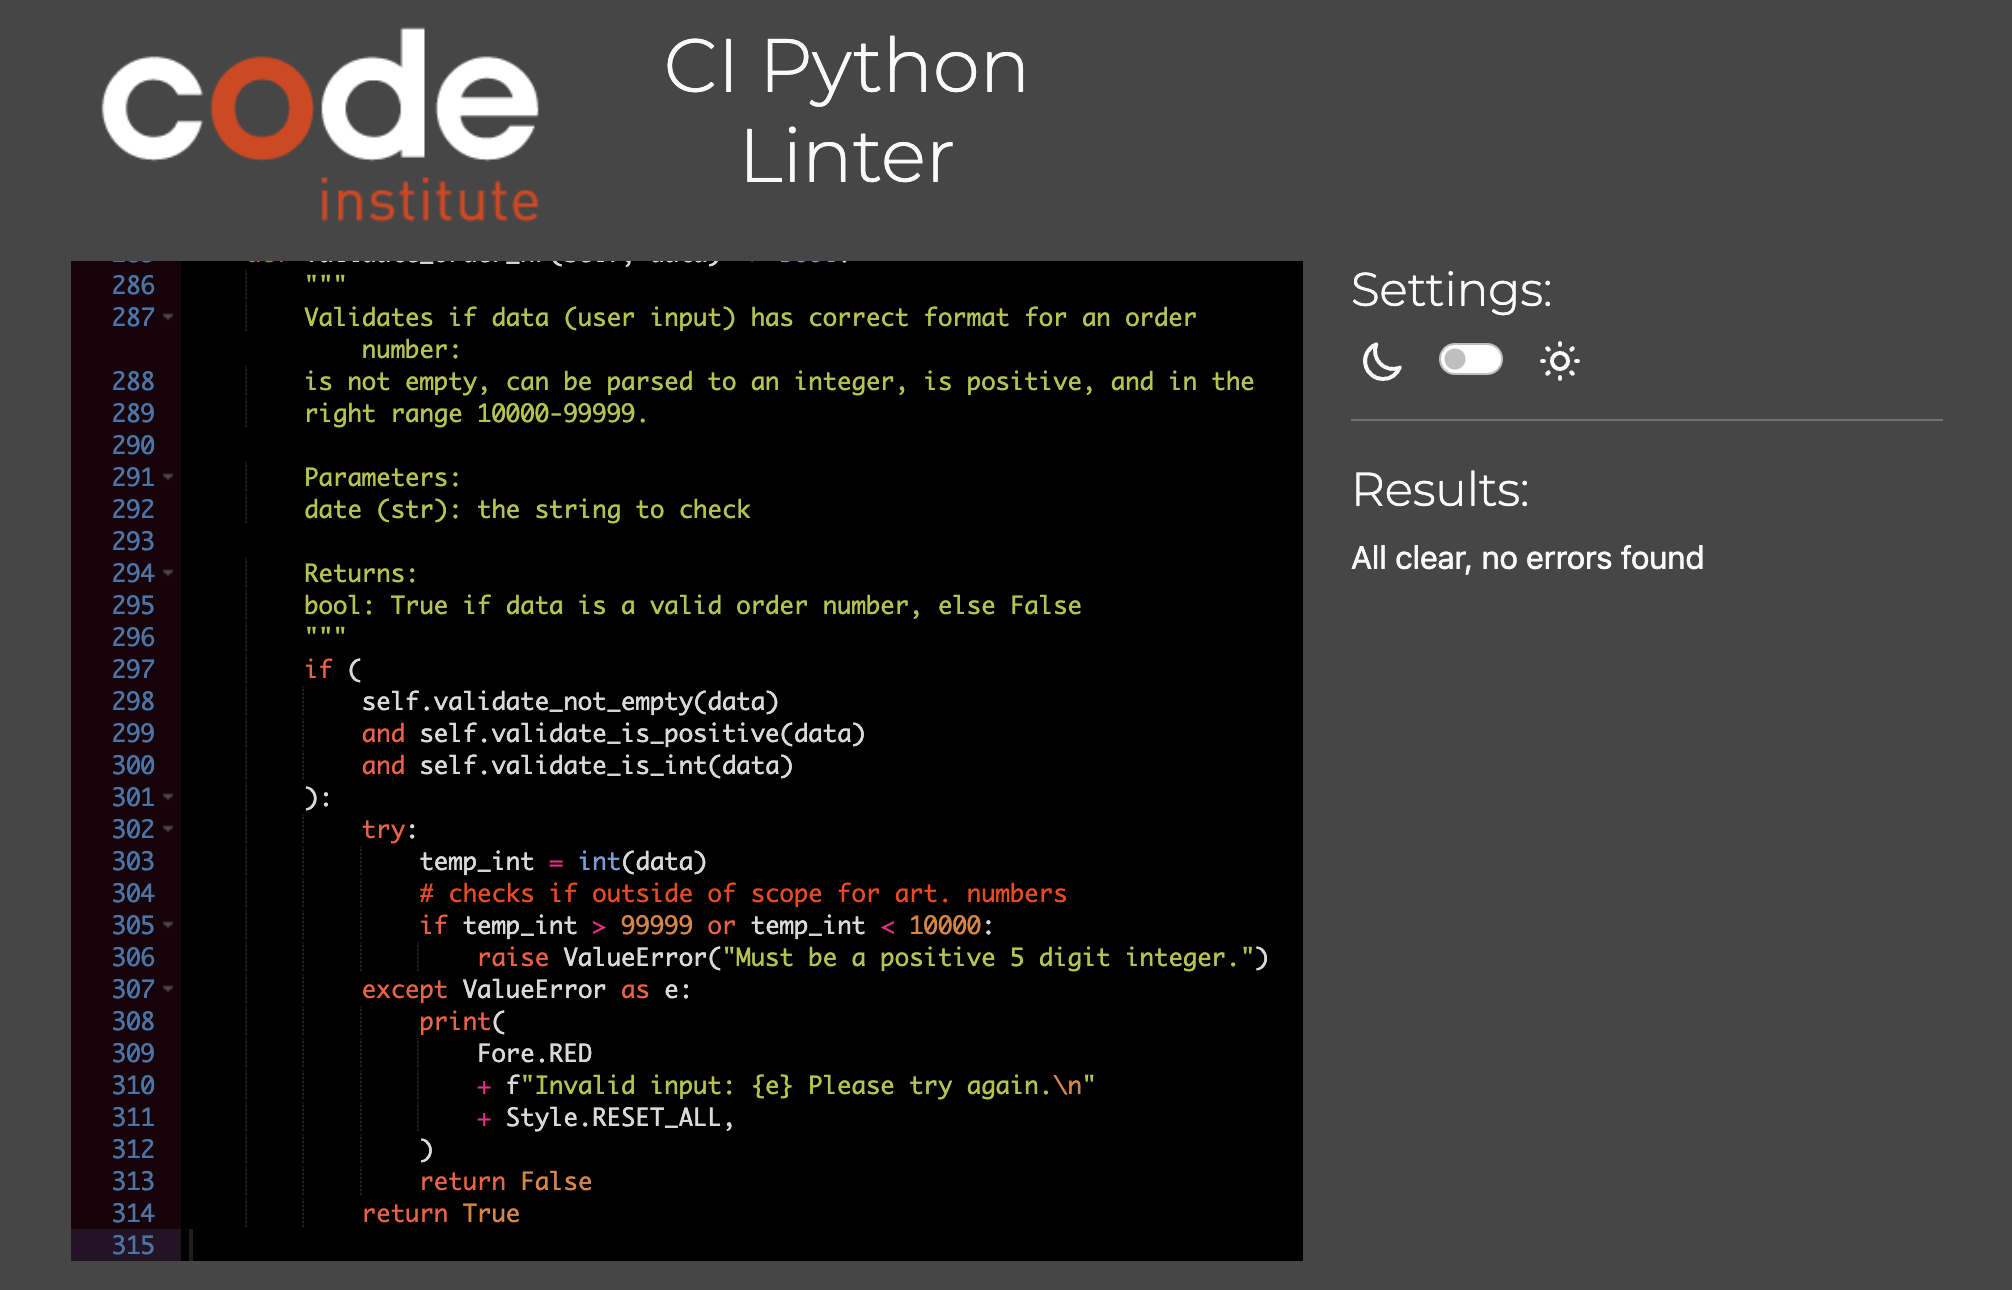 code
institute
CI Python
Linter
286 """
287 Validates if data (user input) has correct format for an order
number:
288 is not empty, can be parsed to an integer, is positive, and in the
289 right range 10000-99999.
290
291 Parameters:
292 date (str): the string to check
293
294 Returns:
295 bool: True if data is a valid order number, else False
296 """
297 if (
298 self.validate_not_empty(data)
299 and self.validate_is_positive(data)
300 and self.validate_is_int(data)
301 ):
302 try:
303 temp_int = int(data)
304 # checks if outside of scope for art. numbers
305 if temp_int > 99999 or temp_int < 10000:
306 raise ValueError("Must be a positive 5 digit integer.")
307 except ValueError as e:
308 print(
309 Fore.RED
310 + f"Invalid input: {e} Please try again.\n"
311 + Style.RESET_ALL,
312 )
313 return False
314 return True
315
Settings:
Results:
All clear, no errors found